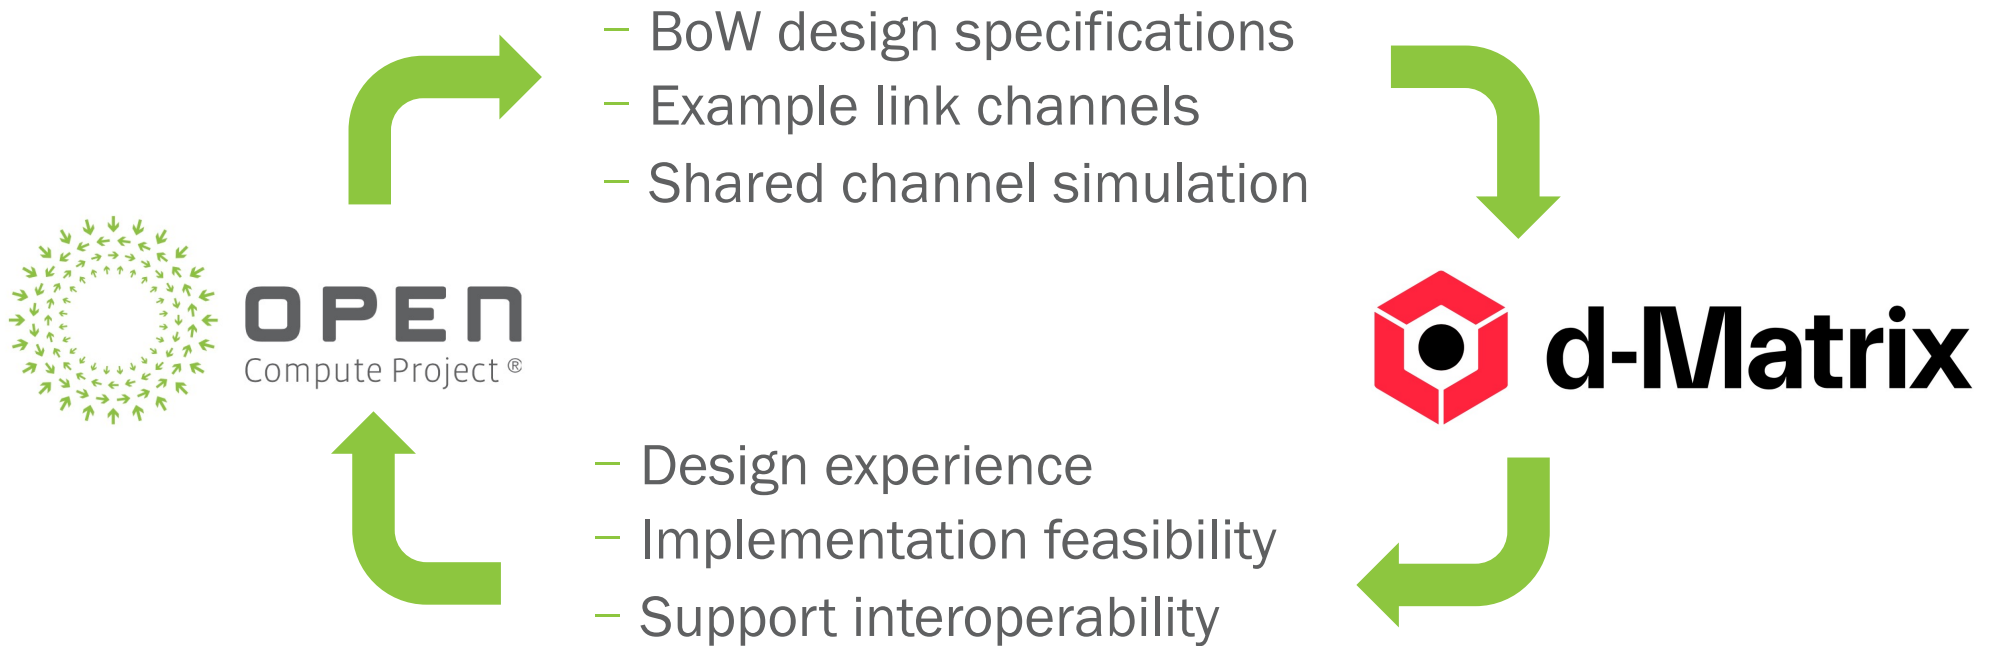 – BoW design specifications
– Example link channels
– Shared channel simulation
OPEN
Compute Project ®
d-Matrix
– Design experience
– Implementation feasibility
– Support interoperability